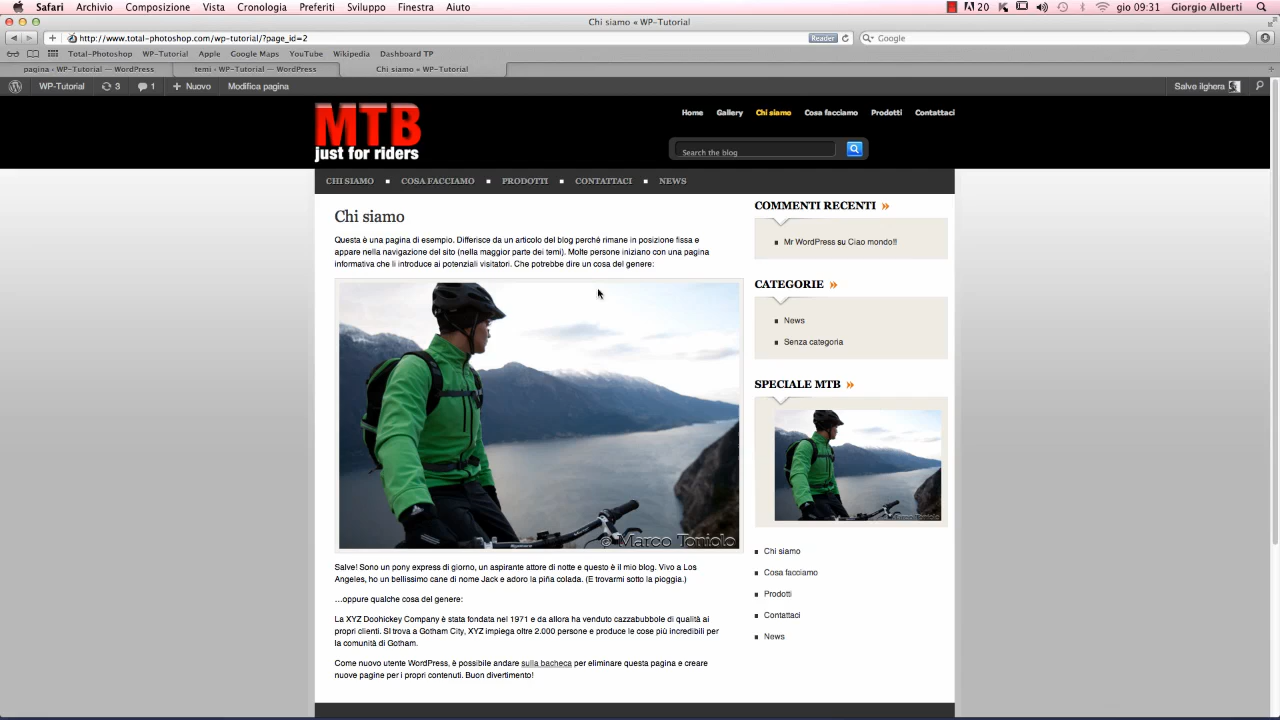 Safari Archivio Composizione Vista Cronologia Preferiti Sviluppo Finestra Aiuto 20 gio 09:31 Giorgio Alberti
Chi siamo « WP-Tutorial
http://www.total-photoshop.com/wp-tutorial/?page_id=2 Reader Google
Total-Photoshop WP-Tutorial Apple Google Maps YouTube Wikipedia Dashboard TP
pagina ‹ WP-Tutorial — WordPress temi ‹ WP-Tutorial — WordPress Chi siamo « WP-Tutorial
WP-Tutorial 3 1 + Nuovo Modifica pagina Salve ilghera
MTB
just for riders
Home Gallery Chi siamo Cosa facciamo Prodotti Contattaci
Search the blog
CHI SIAMO COSA FACCIAMO PRODOTTI CONTATTACI NEWS
Chi siamo
Questa è una pagina di esempio. Differisce da un articolo del blog perchè rimane in posizione fissa e
appare nella navigazione del sito (nella maggior parte dei temi). Molte persone iniziano con una pagina
informativa che li introduce ai potenziali visitatori. Che potrebbe dire un cosa del genere:
© Marco Toniolo
Salve! Sono un pony express di giorno, un aspirante attore di notte e questo è il mio blog. Vivo a Los
Angeles, ho un bellissimo cane di nome Jack e adoro la piña colada. (E trovarmi sotto la pioggia.)
…oppure qualche cosa del genere:
La XYZ Doohickey Company è stata fondata nel 1971 e da allora ha venduto cazzabubbole di qualità ai
propri clienti. SI trova a Gotham City, XYZ impiega oltre 2.000 persone e produce le cose più incredibili per
la comunità di Gotham.
Come nuovo utente WordPress, è possibile andare sulla bacheca per eliminare questa pagina e creare
nuove pagine per i propri contenuti. Buon divertimento!
COMMENTI RECENTI »
Mr WordPress su Ciao mondo!!
CATEGORIE »
News
Senza categoria
SPECIALE MTB »
Chi siamo
Cosa facciamo
Prodotti
Contattaci
News